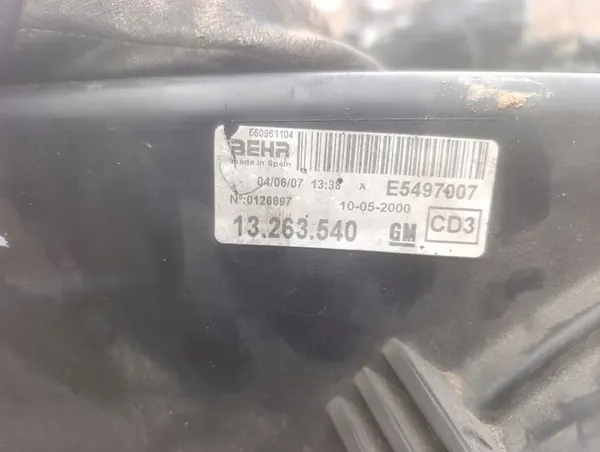 560961104
BEHR
made in Spain
04/06/07 13:38 A E5497007
Nº:0126697 10-05-2000
13.263.540 GM CD3